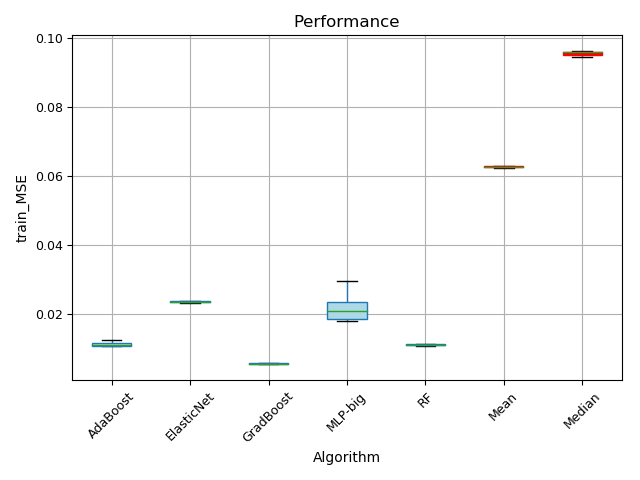 Performance
train_MSE
0.10
0.08
0.06
0.04
0.02
AdaBoost
ElasticNet
GradBoost
MLP-big
RF
Mean
Median
Algorithm